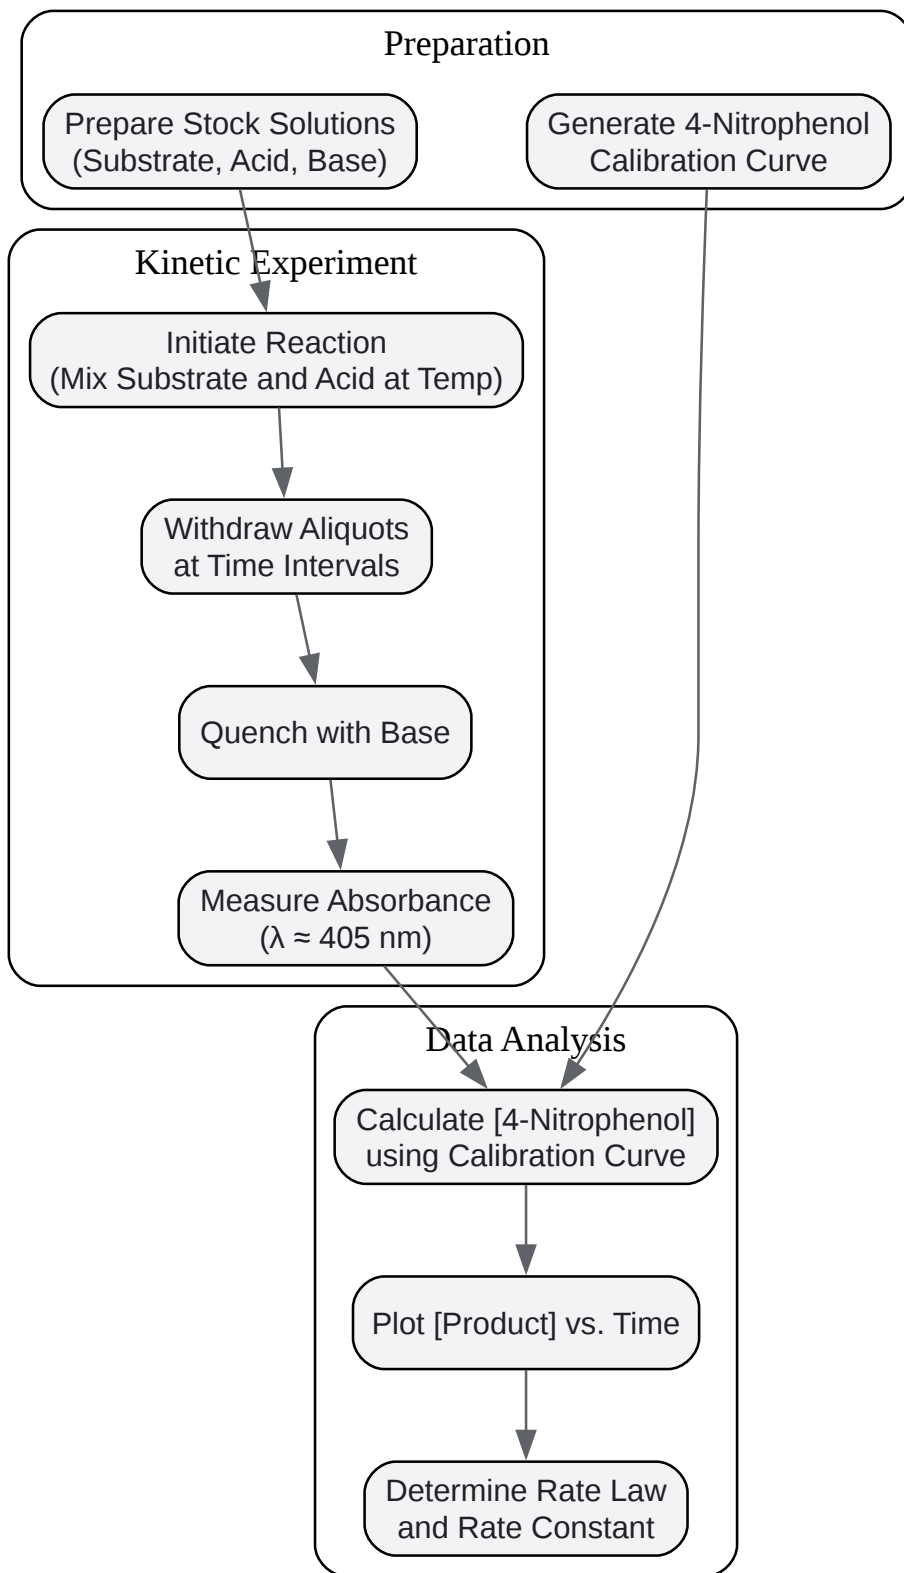 Preparation
Prepare Stock Solutions
(Substrate, Acid, Base)
Generate 4-Nitrophenol
Calibration Curve
Kinetic Experiment
Initiate Reaction
(Mix Substrate and Acid at Temp)
Withdraw Aliquots
at Time Intervals
Quench with Base
Measure Absorbance
(λ ≈ 405 nm)
Data Analysis
Calculate [4-Nitrophenol]
using Calibration Curve
Plot [Product] vs. Time
Determine Rate Law
and Rate Constant